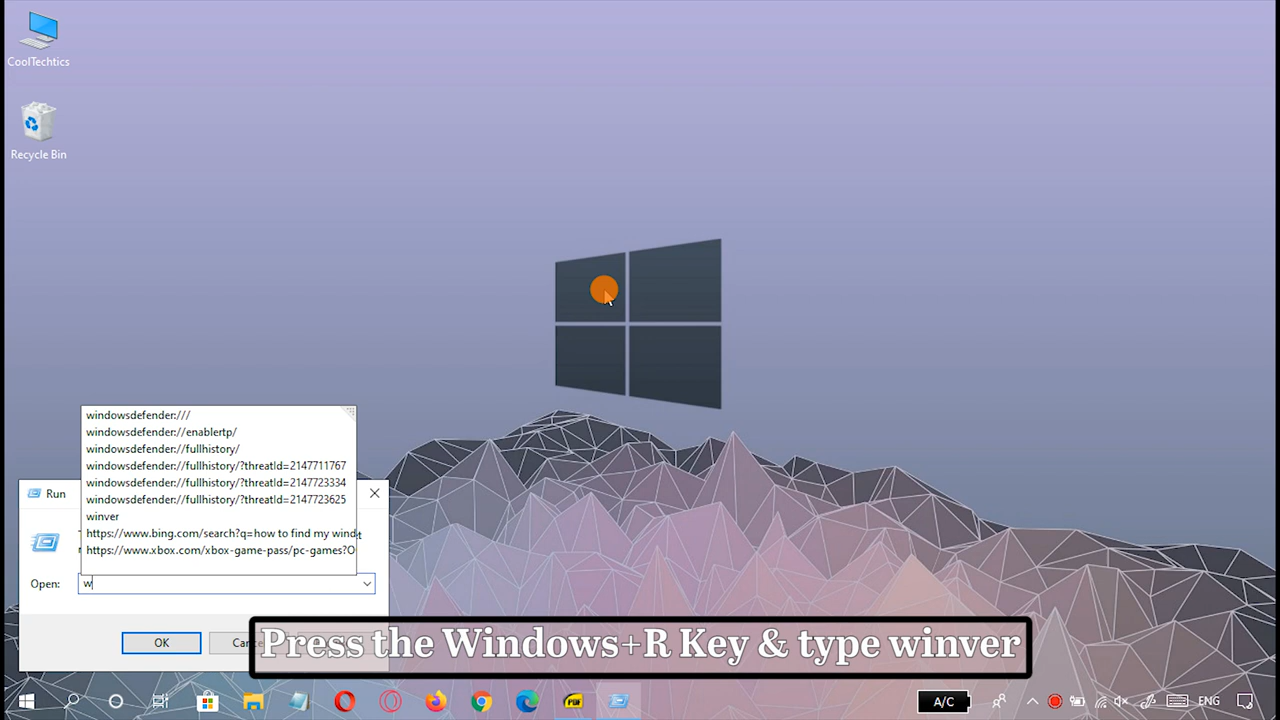 CoolTechtics
Recycle Bin
windowsdefender:///
windowsdefender://enablertp/
windowsdefender://fullhistory/
windowsdefender://fullhistory/?threatId=2147711767
windowsdefender://fullhistory/?threatId=2147723334
windowsdefender://fullhistory/?threatId=2147723625
winver
https://www.bing.com/search?q=how to find my wind
https://www.xbox.com/xbox-game-pass/pc-games?O
Run
Open: w
OK
Press the Windows+R Key & type winver
A/C
ENG